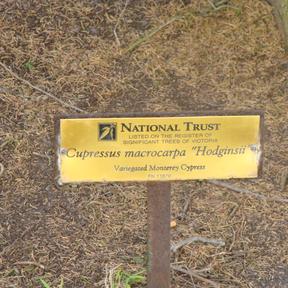 NATIONAL TRUST
LISTED ON THE REGISTER OF
SIGNIFICANT TREES OF VICTORIA
Cupressus macrocarpa "Hodginsii"
Variegated Monterey Cypress